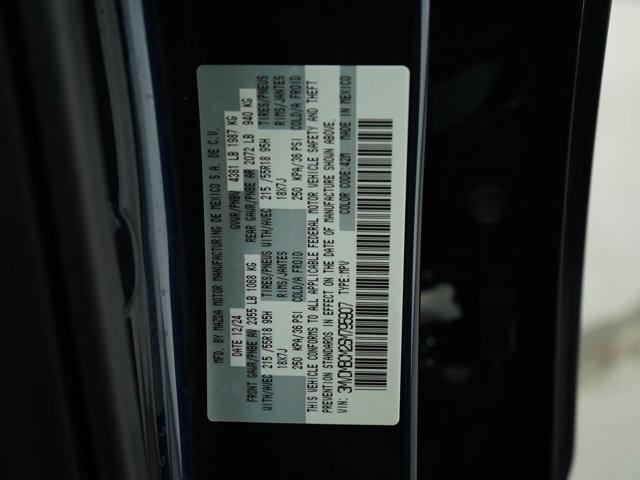 MFD. BY MAZDA MOTOR MANUFACTURING DE MEXICO S.A. DE C.V.
DATE 12/24 GVWR/PNBV 4381 LB 1987 KG
FRONT GAWR/PNBE AV 2355 LB 1068 KG REAR GAWR/PNBE AR 2072 LB 940 KG
WITH/AVEC 215 /55R18 95H TIRES/PNEUS WITH/AVEC 215 /55R18 95H TIRES/PNEUS
18X7J RIMS/JANTES 18X7J RIMS/JANTES
250 KPA/36 PSI COLD/A FROID 250 KPA/36 PSI COLD/A FROID
THIS VEHICLE CONFORMS TO ALL APPLICABLE FEDERAL MOTOR VEHICLE SAFETY AND THEFT
PREVENTION STANDARDS IN EFFECT ON THE DATE OF MANUFACTURE SHOWN ABOVE.
TYPE: MPV COLOR CODE: 42M MADE IN MEXICO
VIN: